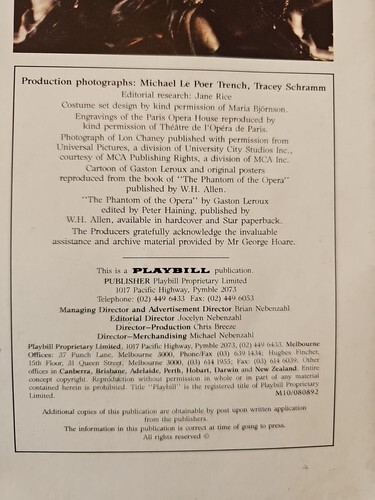 Production photographs: Michael Le Poer Trench, Tracey Schramm
Editorial research: Jane Rice
Costume set design by kind permission of Maria Björnson.
Engravings of the Paris Opera House reproduced by
kind permission of Théâtre de l'Opéra de Paris.
Photograph of Lon Chaney published with permission from
Universal Pictures, a division of University City Studios Inc.,
courtesy of MCA Publishing Rights, a division of MCA Inc.
Cartoon of Gaston Leroux and original posters
reproduced from the book of "The Phantom of the Opera"
published by W.H. Allen.
"The Phantom of the Opera" by Gaston Leroux
edited by Peter Haining, published by
W.H. Allen, available in hardcover and Star paperback.
The Producers gratefully acknowledge the invaluable
assistance and archive material provided by Mr George Hoare.
This is a PLAYBILL publication.
PUBLISHER Playbill Proprietary Limited
1017 Pacific Highway, Pymble 2073
Telephone: (02) 449 6433 Fax: (02) 449 6053
Managing Director and Advertisement Director Brian Nebenzahl
Editorial Director Jocelyn Nebenzahl
Director—Production Chris Breeze
Director—Merchandising Michael Nebenzahl
Playbill Proprietary Limited, 1017 Pacific Highway, Pymble 2073, (02) 449 6433. Melbourne
Offices: 37 Punch Lane, Melbourne 3000, Phone/Fax (03) 639 1434; Hughes Fincher,
15th Floor, 31 Queen Street, Melbourne 3000, (03) 614 1953; Fax: (03) 614 6039. Other
offices in Canberra, Brisbane, Adelaide, Perth, Hobart, Darwin and New Zealand. Entire
concept copyright. Reproduction without permission in whole or in part of any material
contained herein is prohibited. Title "Playbill" is the registered title of Playbill Proprietary
Limited.
M10/080892
Additional copies of this publication are obtainable by post upon written application
from the publishers.
The information in this publication is correct at time of going to press.
All rights reserved ©